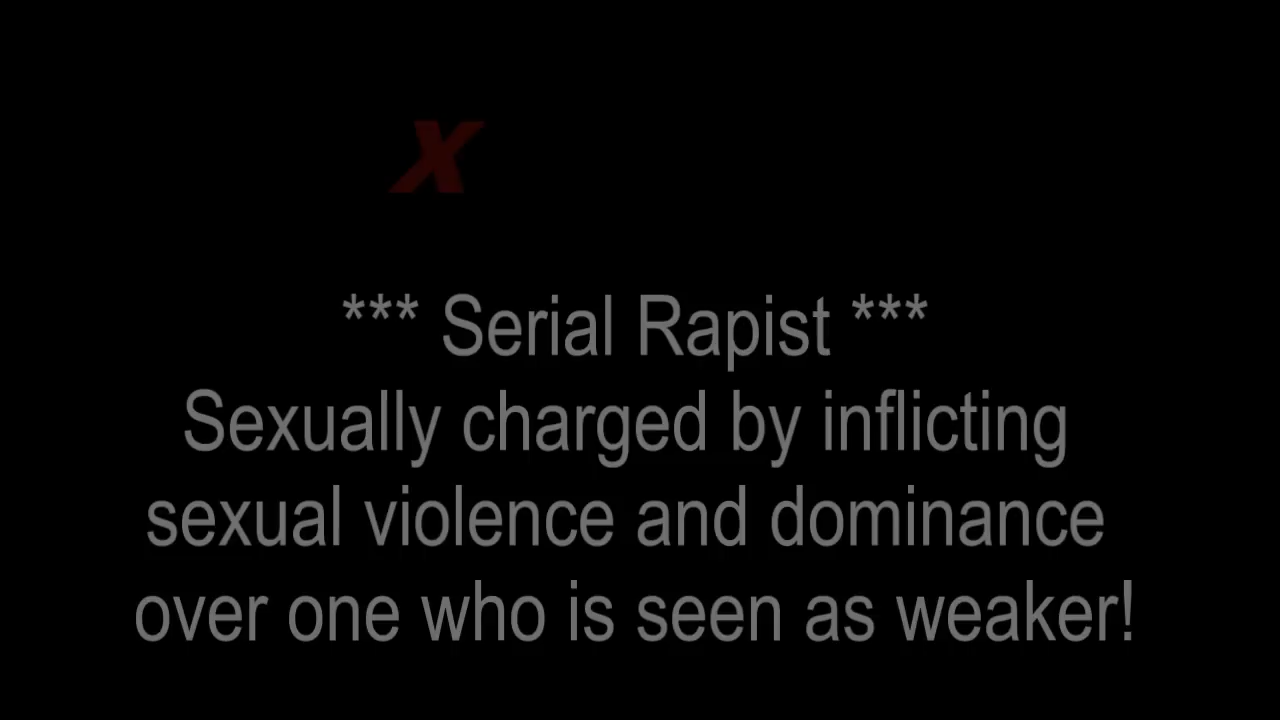 x
*** Serial Rapist ***
Sexually charged by inflicting
sexual violence and dominance
over one who is seen as weaker!